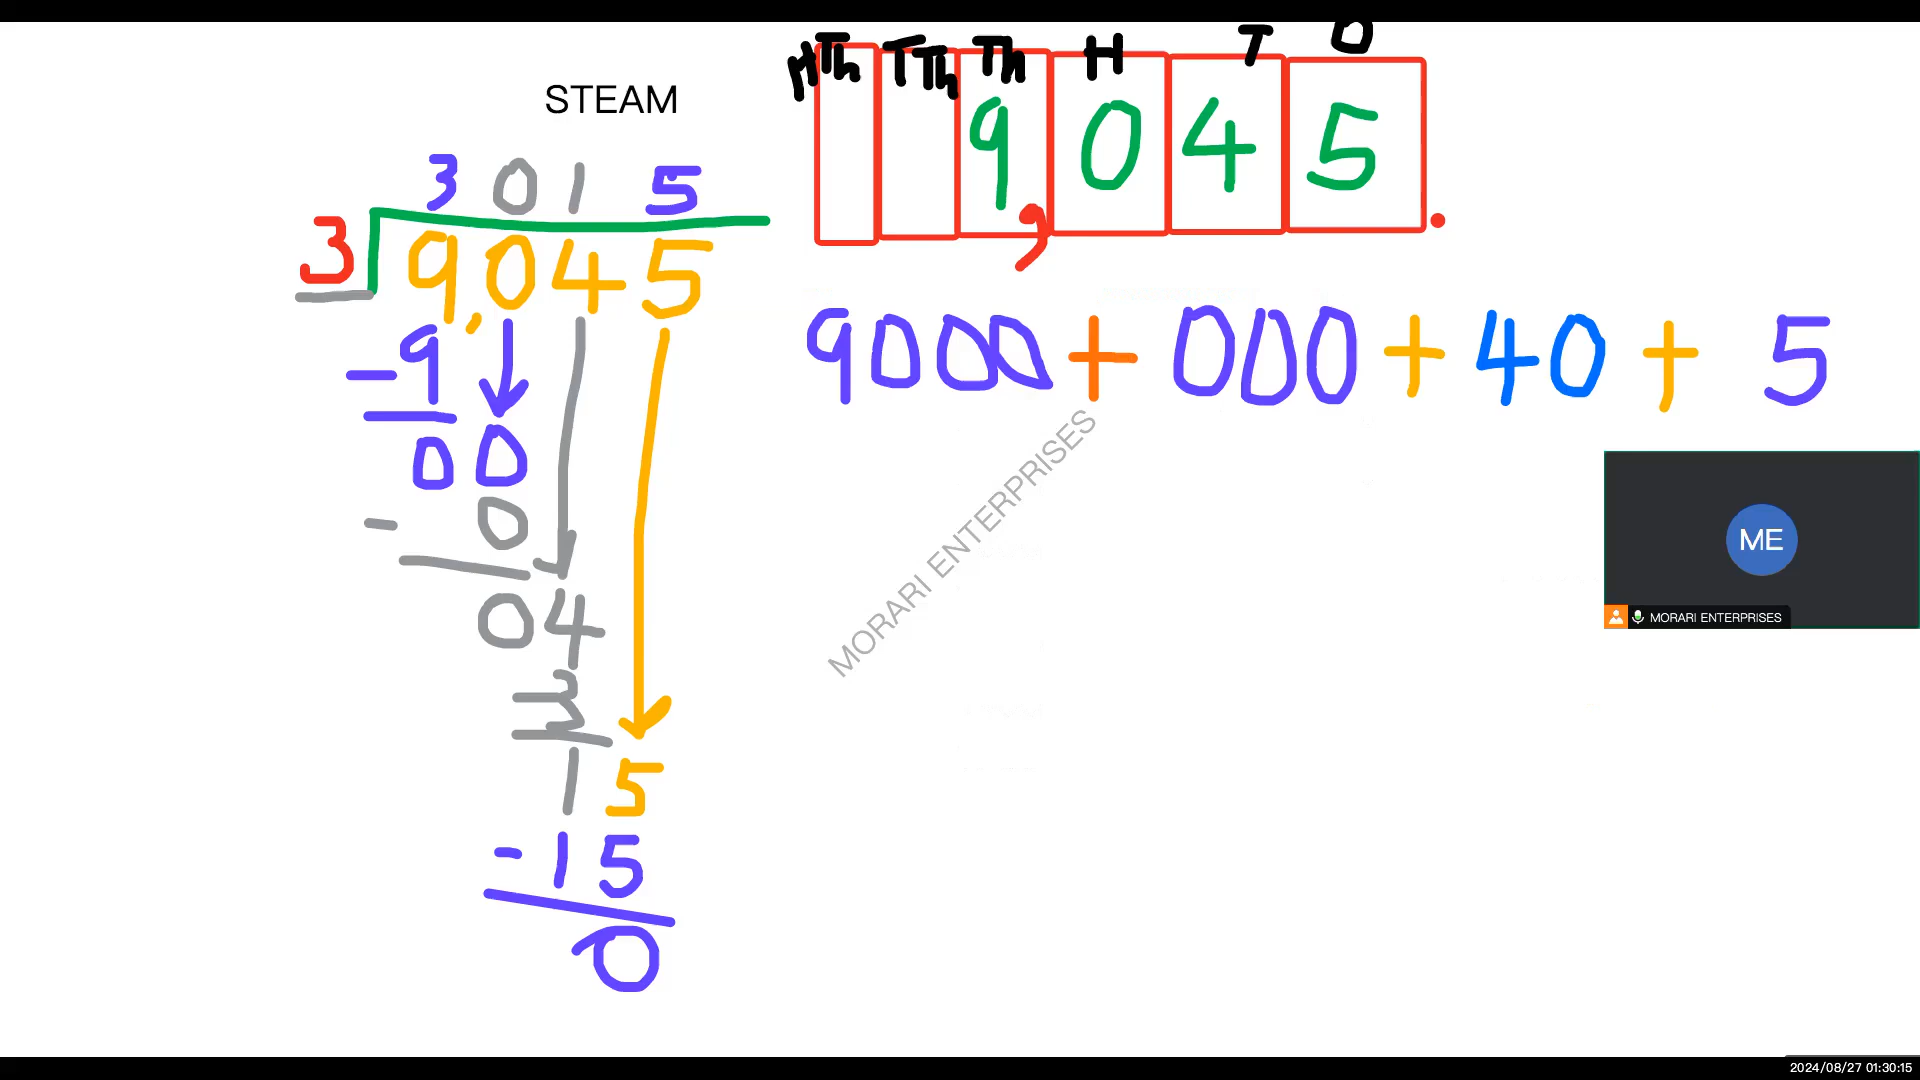 HTh TTh Th H T O
STEAM
9,045.
3015
3 9,045
9000 + 000 + 40 + 5
-9
00
- 0
04
-3
15
-15
0
MORARI ENTERPRISES
ME
MORARI ENTERPRISES
2024/08/27 01:30:15